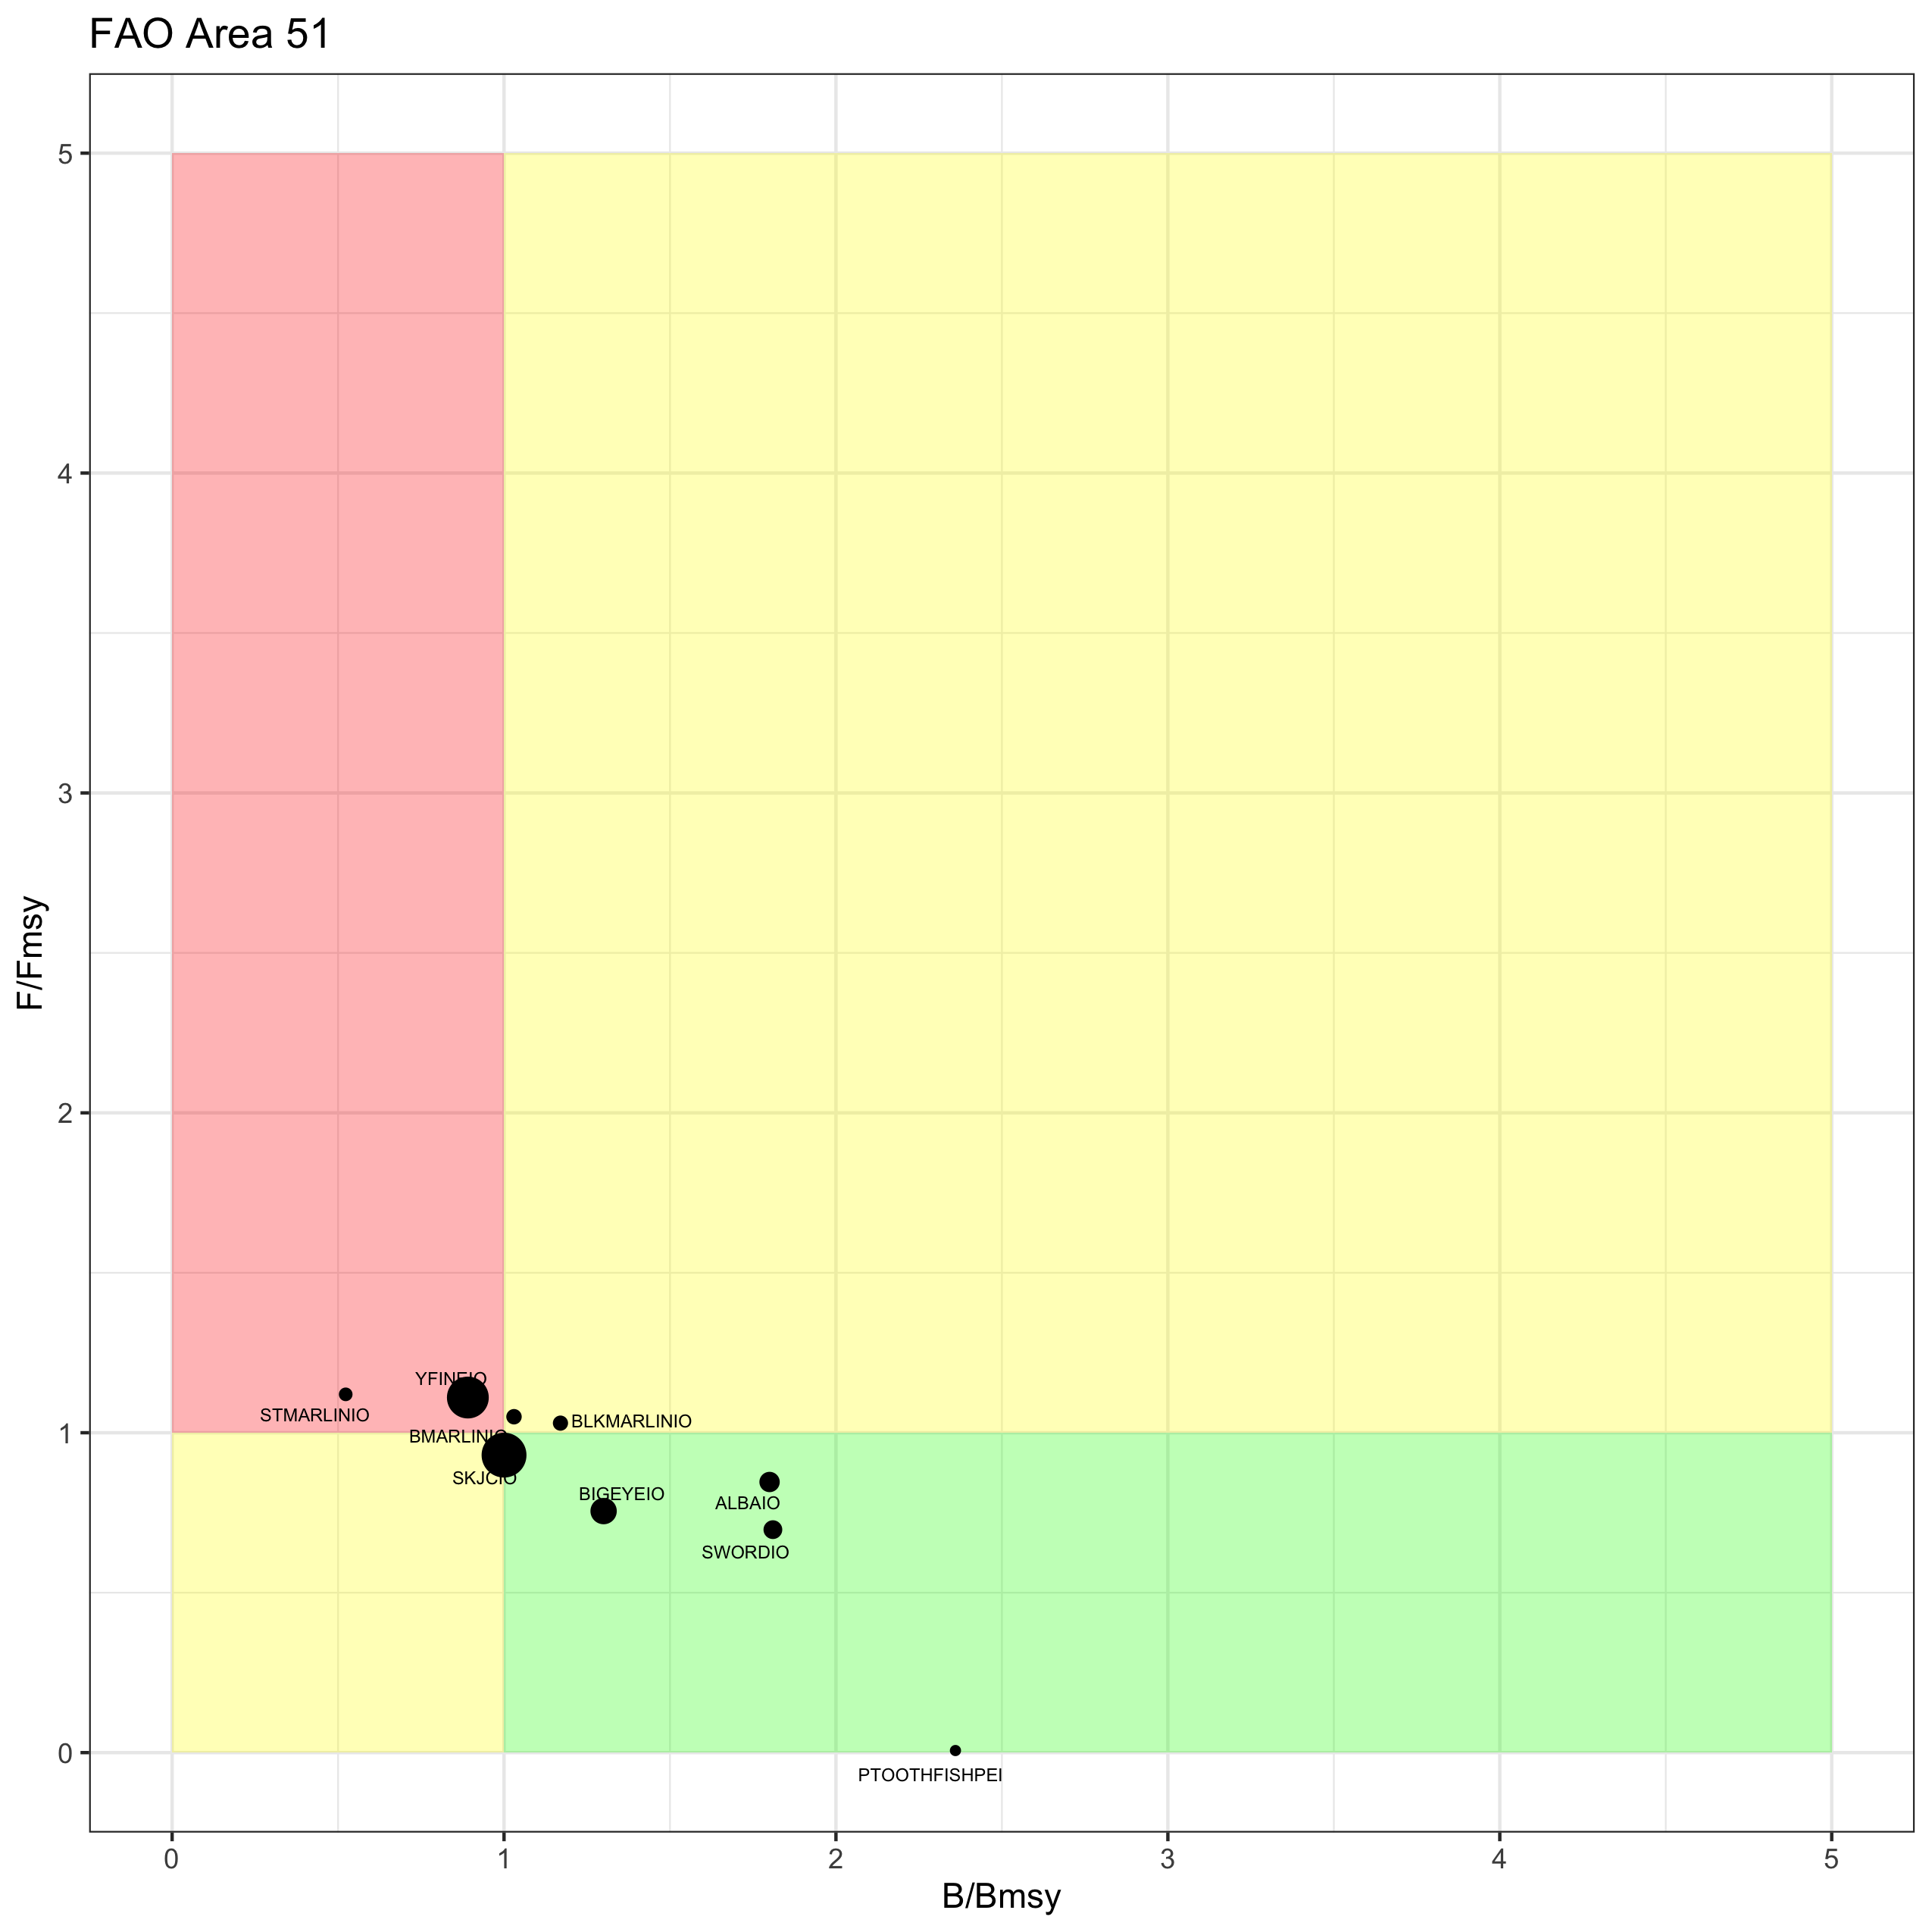 FAO Area 51
5
4
3
2
1
0
F/Fmsy
YFINEIO
STMARLINIO
BLKMARLINIO
BMARLINIO
SKJCIO
BIGEYEIO
ALBAIO
SWORDIO
PTOOTHFISHPEI
0 1 2 3 4 5
B/Bmsy